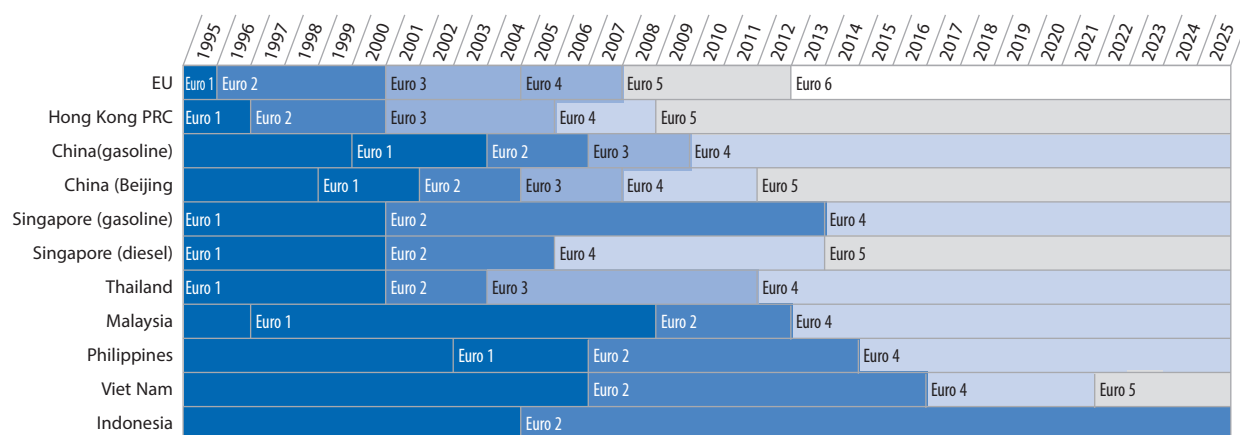 1995 1996 1997 1998 1999 2000 2001 2002 2003 2004 2005 2006 2007 2008 2009 2010 2011 2012 2013 2014 2015 2016 2017 2018 2019 2020 2021 2022 2023 2024 2025
EU Euro 1 Euro 2 Euro 3 Euro 4 Euro 5 Euro 6
Hong Kong PRC Euro 1 Euro 2 Euro 3 Euro 4 Euro 5
China(gasoline) Euro 1 Euro 2 Euro 3 Euro 4
China (Beijing Euro 1 Euro 2 Euro 3 Euro 4 Euro 5
Singapore (gasoline) Euro 1 Euro 2 Euro 4
Singapore (diesel) Euro 1 Euro 2 Euro 4 Euro 5
Thailand Euro 1 Euro 2 Euro 3 Euro 4
Malaysia Euro 1 Euro 2 Euro 4
Philippines Euro 1 Euro 2 Euro 4
Viet Nam Euro 2 Euro 4 Euro 5
Indonesia Euro 2